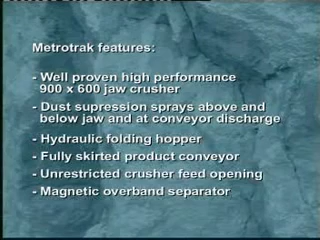 Metrotrak features:
- Well proven high performance
900 x 600 jaw crusher
- Dust supression sprays above and
below jaw and at conveyor discharge
- Hydraulic folding hopper
- Fully skirted product conveyor
- Unrestricted crusher feed opening
- Magnetic overband separator